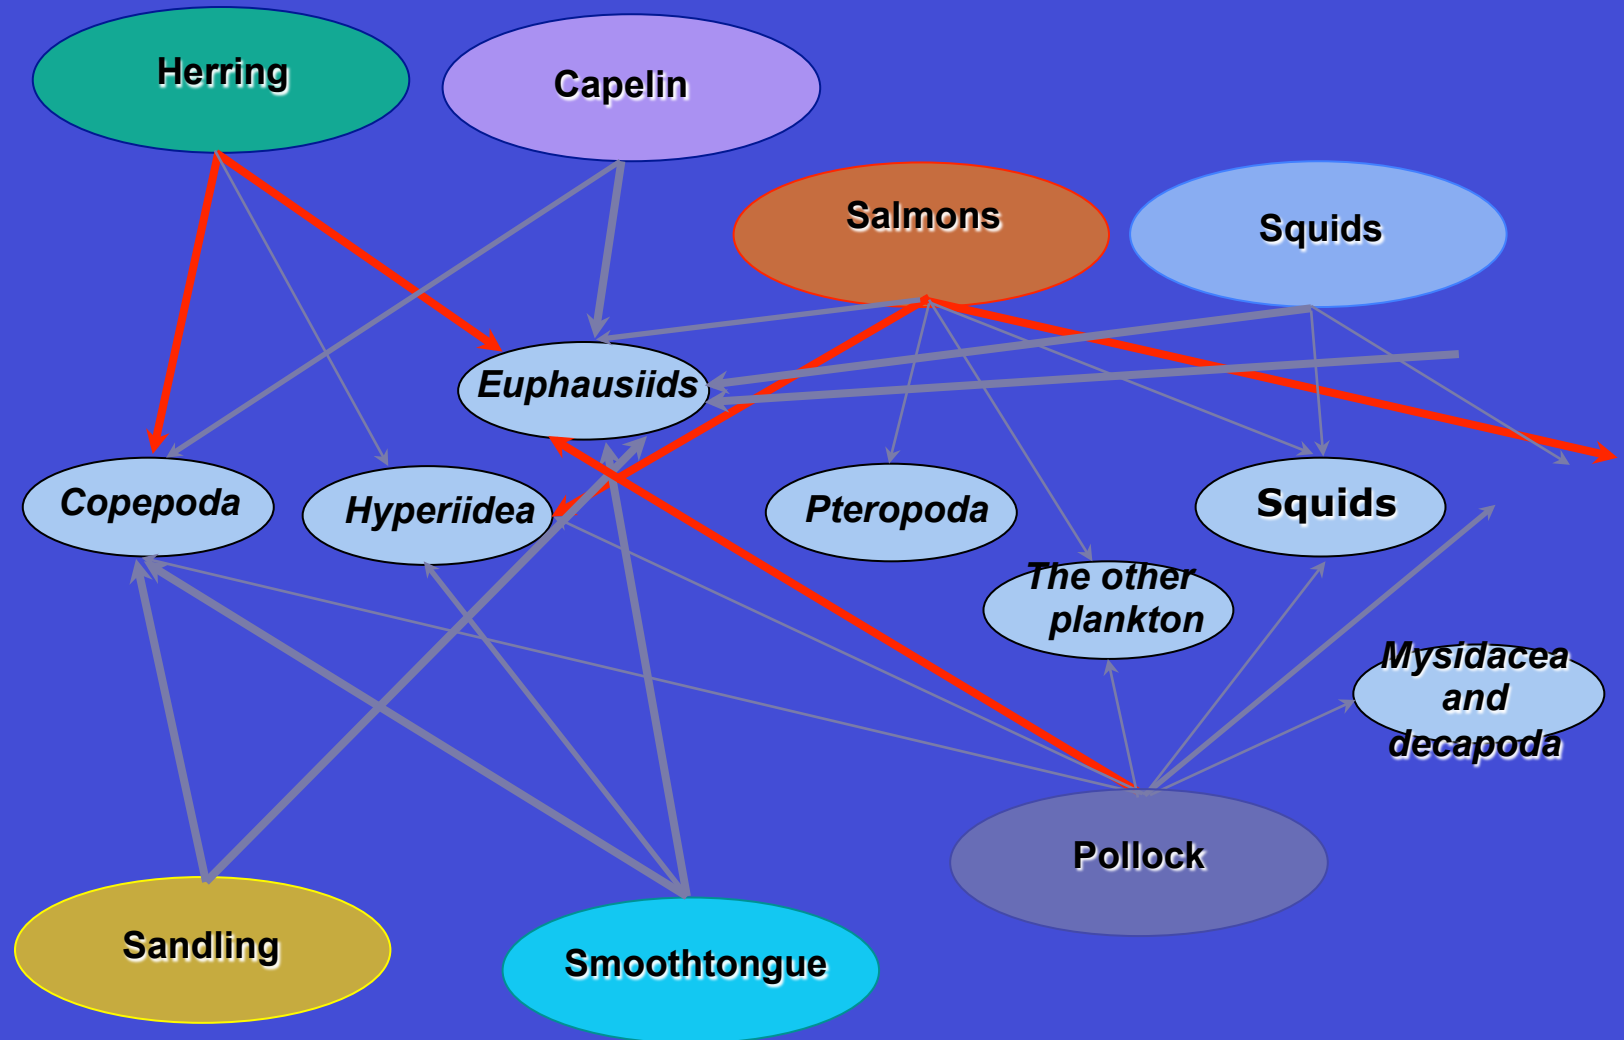 Herring
Capelin
Salmons
Squids
Euphausiids
Copepoda
Hyperiidea
Pteropoda
Squids
The other
plankton
Mysidacea
and
decapoda
Pollock
Sandling
Smoothtongue